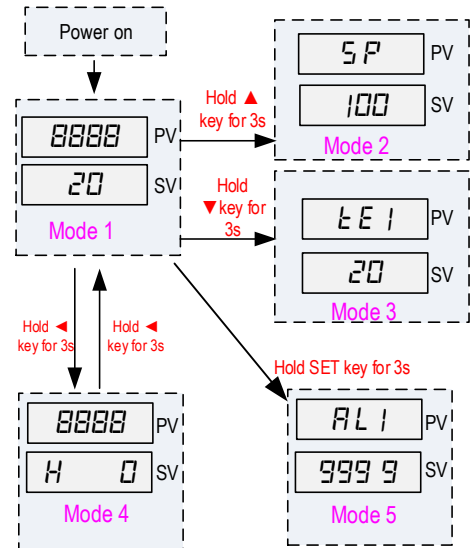 Power on
8888 PV
20 SV
Mode 1
Hold ▲
key for 3s
SP PV
100 SV
Mode 2
Hold
▼key for
3s
tE1 PV
20 SV
Mode 3
Hold ◄
key for 3s
Hold ◄
key for 3s
8888 PV
H 0 SV
Mode 4
Hold SET key for 3s
AL1 PV
999 9 SV
Mode 5